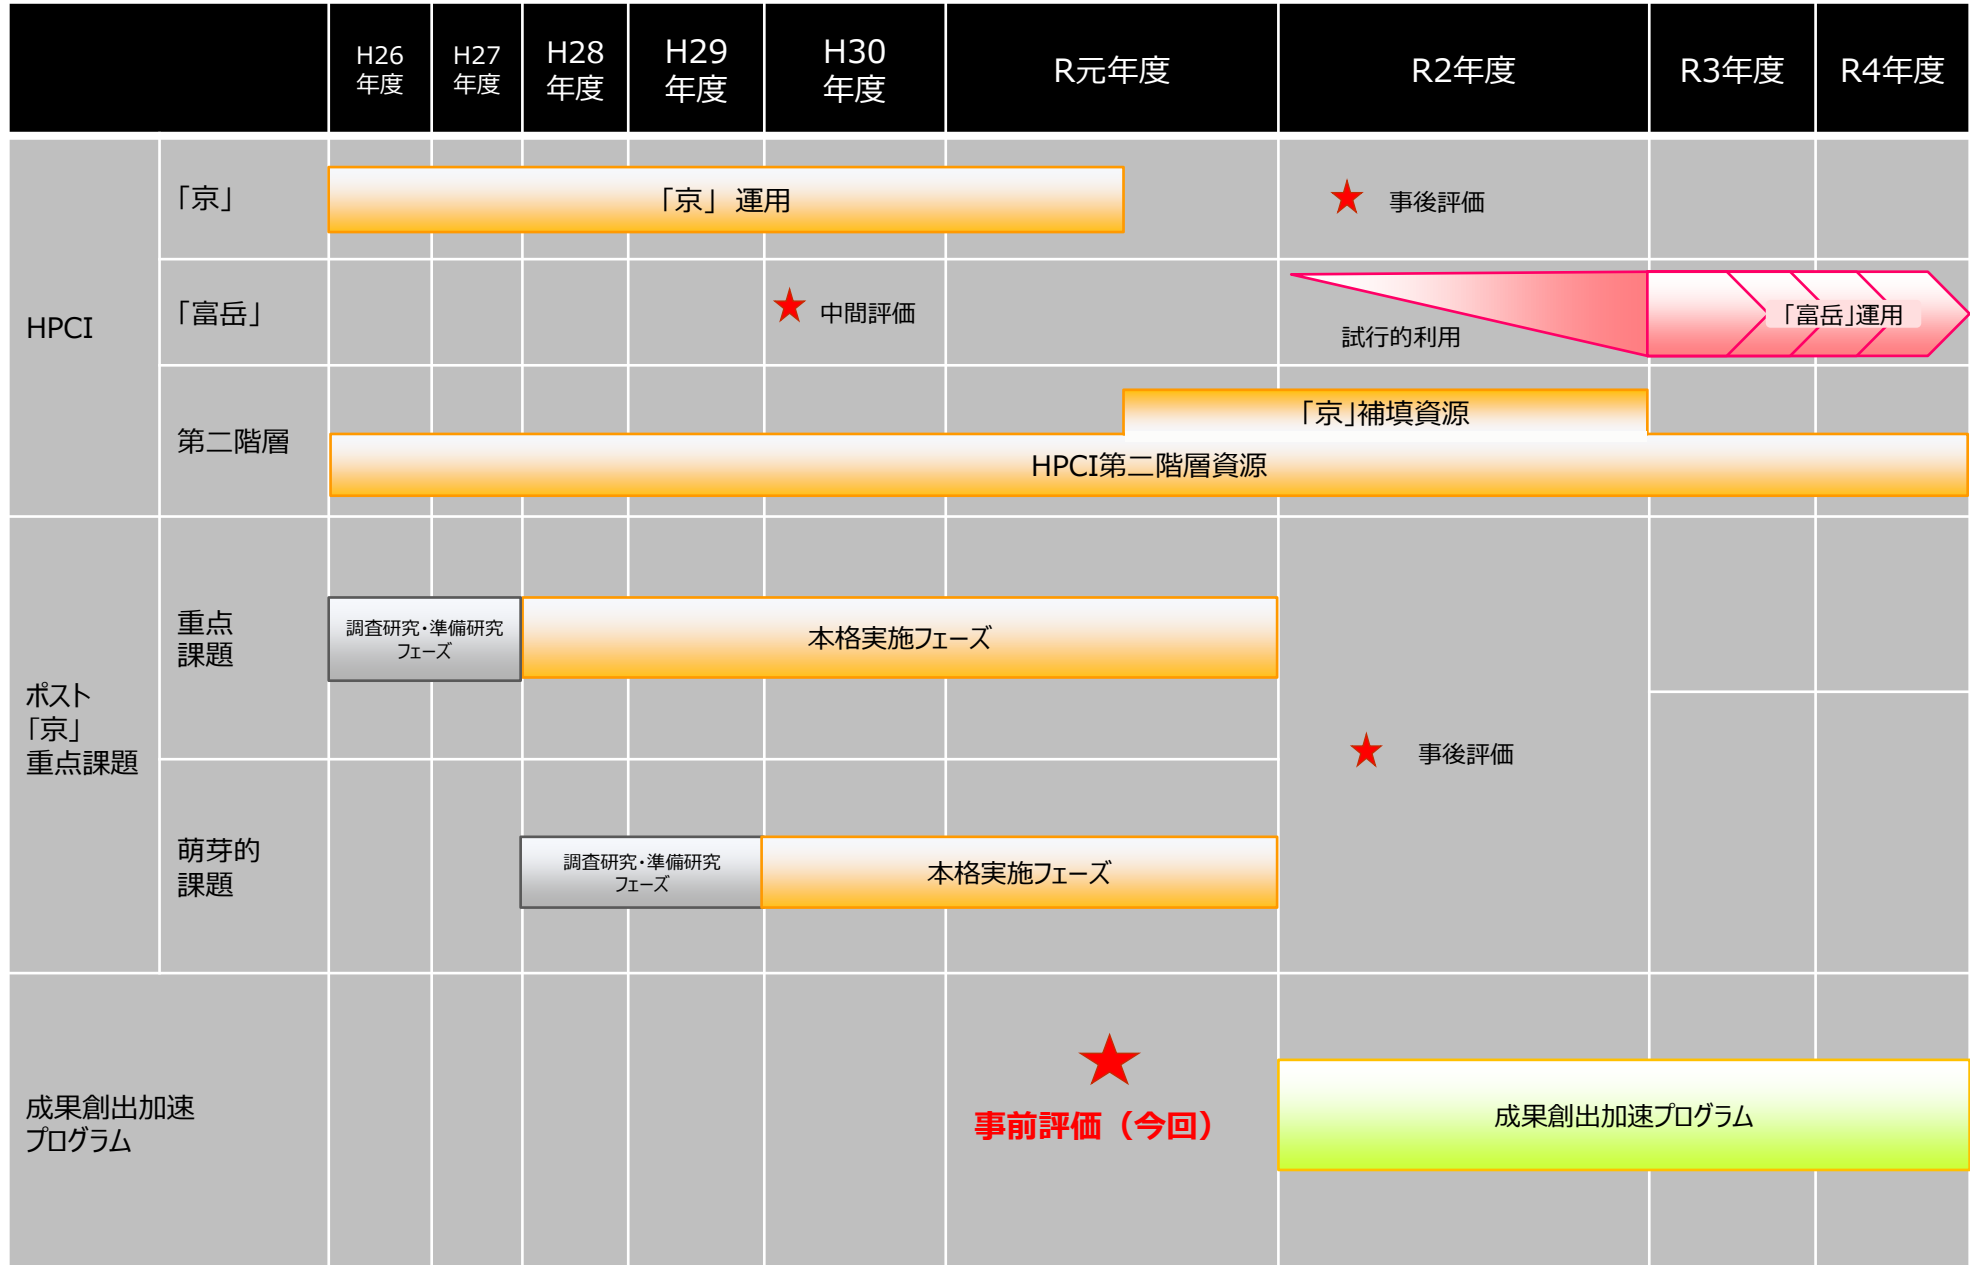 H26
年度
H27
年度
H28
年度
H29
年度
H30
年度
R元年度
R2年度
R3年度
R4年度
HPCI
「京」
「京」 運用
事後評価
「富岳」
中間評価
試行的利用
「富岳」運用
第二階層
「京」補填資源
HPCI第二階層資源
ポスト
「京」
重点課題
重点
課題
調査研究・準備研究
フェーズ
本格実施フェーズ
事後評価
萌芽的
課題
調査研究・準備研究
フェーズ
本格実施フェーズ
成果創出加速
プログラム
事前評価（今回）
成果創出加速プログラム